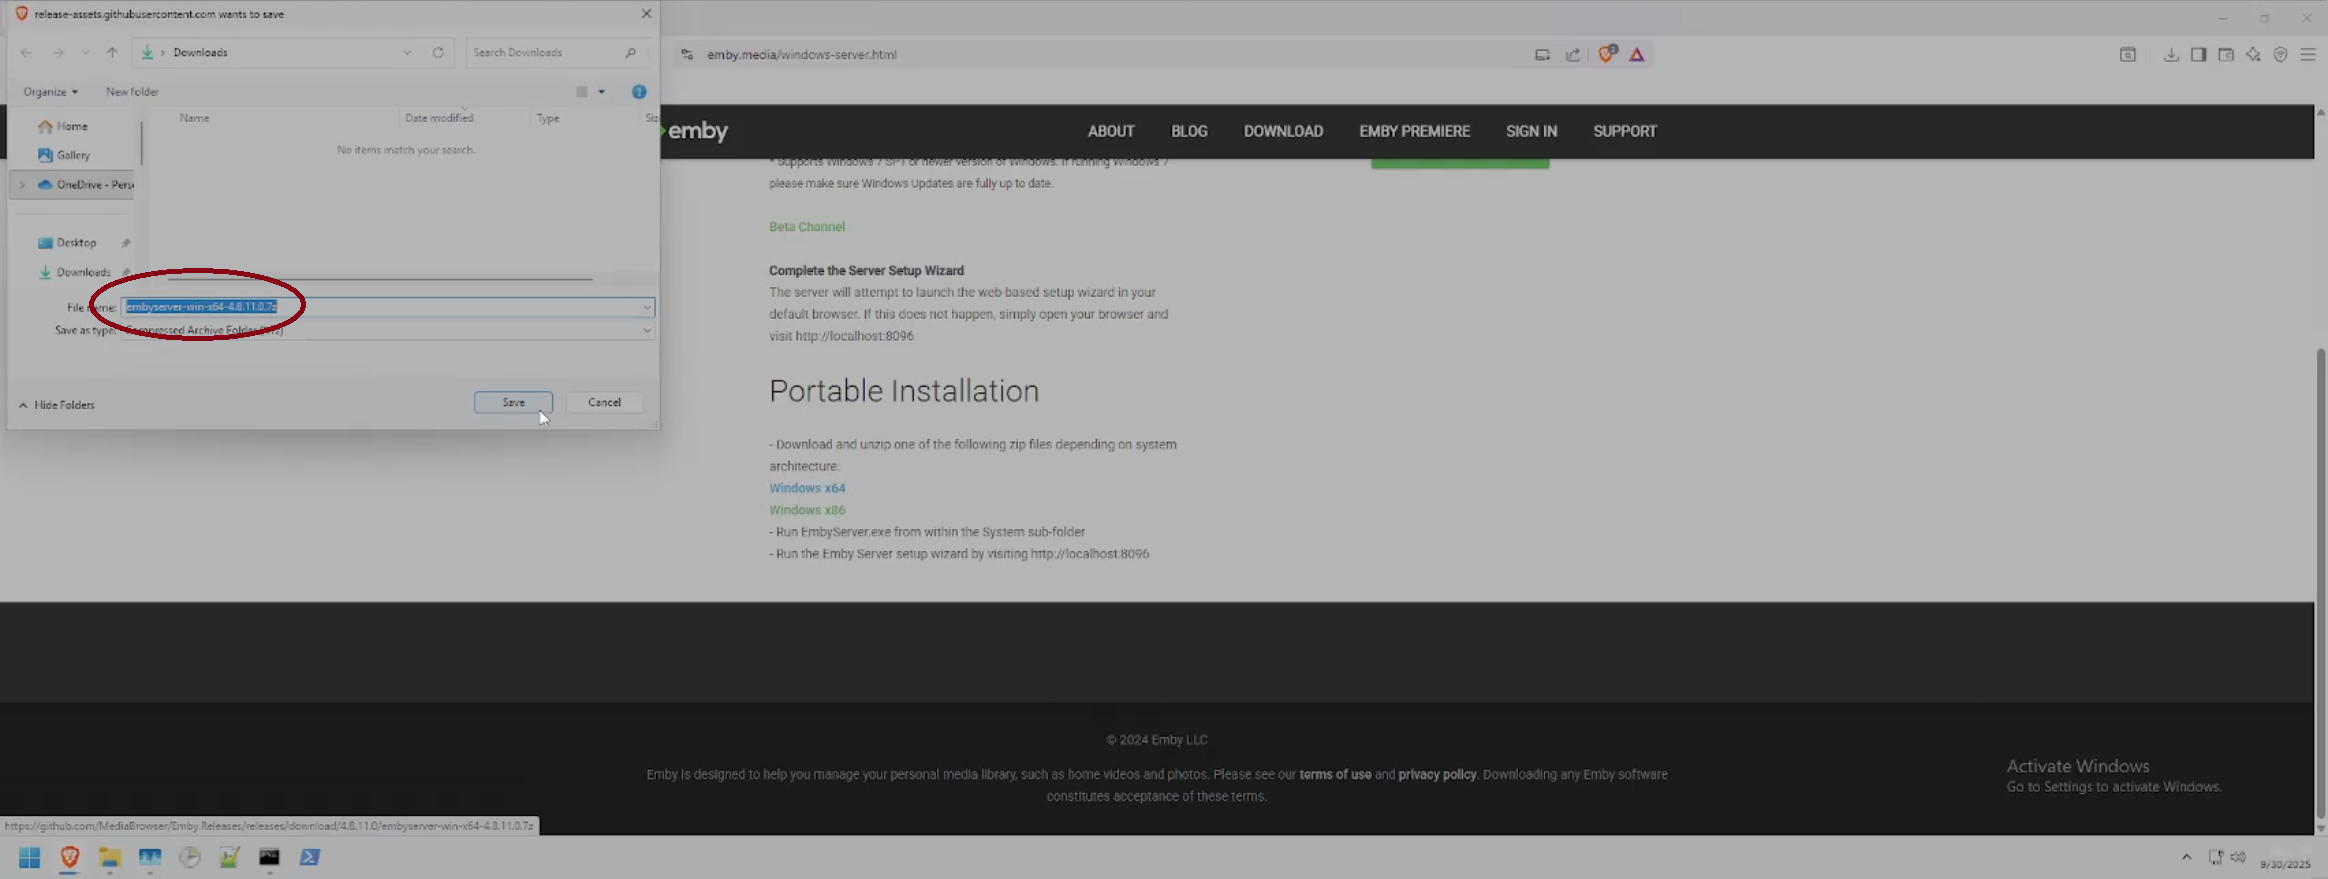 release-assets.githubusercontent.com wants to save
Downloads
Search Downloads
emby.media/windows-server.html
2
Organize
New folder
Name
Date modified
Type
Home
No items match your search.
Gallery
OneDrive - Pers
Desktop
Downloads
File name:
embyserver-win-x64-4.8.11.0.7z
Save as type:
Compressed Archive Folder
Hide Folders
Save
Cancel
emby
ABOUT
BLOG
DOWNLOAD
EMBY PREMIERE
SIGN IN
SUPPORT
* Supports Windows 7 SP1 or newer version of Windows. If running Windows 7
please make sure Windows Updates are fully up to date.
Beta Channel
Complete the Server Setup Wizard
The server will attempt to launch the web-based setup wizard in your
default browser. If this does not happen, simply open your browser and
visit http://localhost:8096
Portable Installation
- Download and unzip one of the following zip files depending on system
architecture:
Windows x64
Windows x86
- Run EmbyServer.exe from within the System sub-folder
- Run the Emby Server setup wizard by visiting http://localhost:8096
© 2024 Emby LLC
Emby is designed to help you manage your personal media library, such as home videos and photos. Please see our terms of use and privacy policy. Downloading any Emby software
constitutes acceptance of these terms.
Activate Windows
Go to Settings to activate Windows.
https://github.com/MediaBrowser/Emby.Releases/releases/download/4.8.11.0/embyserver-win-x64-4.8.11.0.7z
9/30/2025